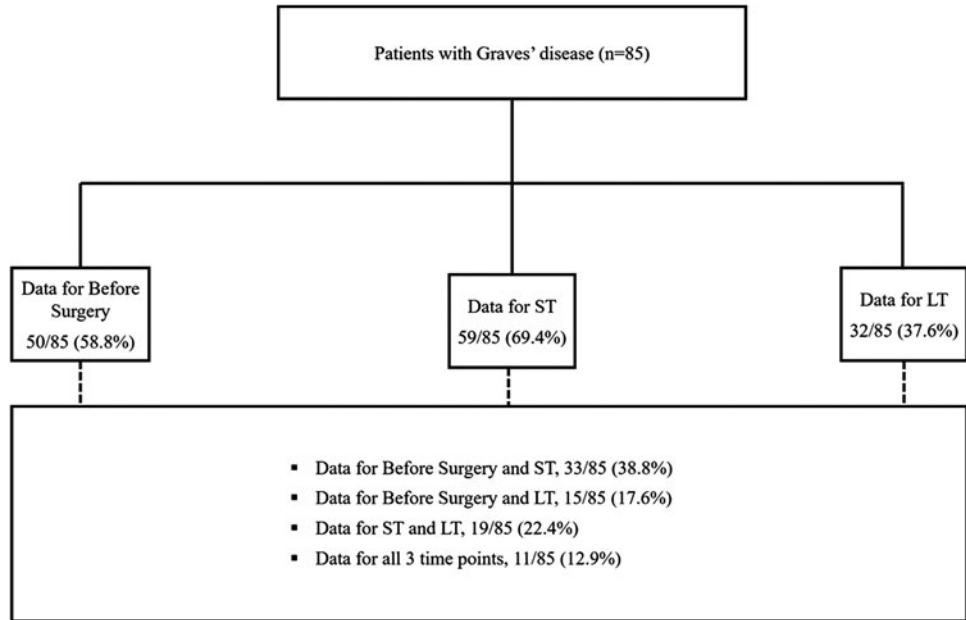 Patients with Graves’ disease (n=85)
Data for Before
Surgery
50/85 (58.8%)
Data for ST
59/85 (69.4%)
Data for LT
32/85 (37.6%)
▪ Data for Before Surgery and ST, 33/85 (38.8%)
▪ Data for Before Surgery and LT, 15/85 (17.6%)
▪ Data for ST and LT, 19/85 (22.4%)
▪ Data for all 3 time points, 11/85 (12.9%)